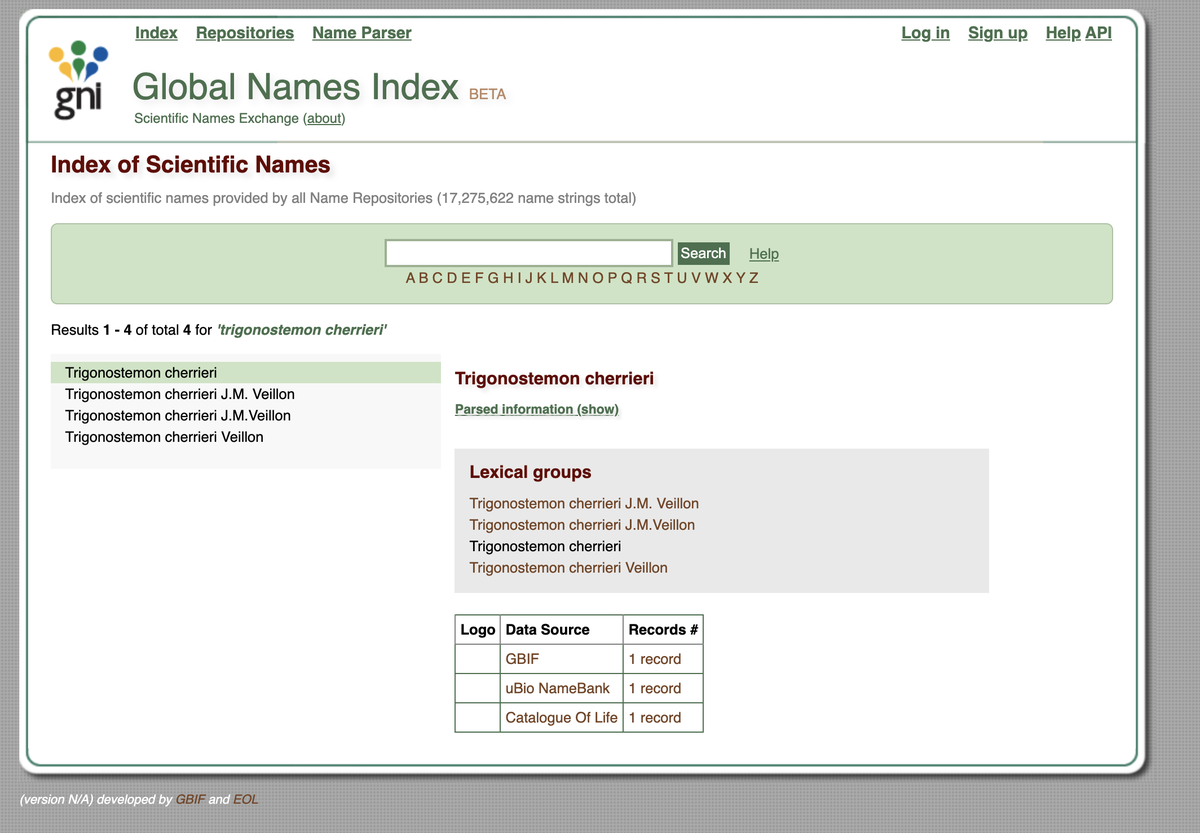 Index Repositories Name Parser Log in Sign up Help API
gni
Global Names Index BETA
Scientific Names Exchange (about)
Index of Scientific Names
Index of scientific names provided by all Name Repositories (17,275,622 name strings total)
Search Help
A B C D E F G H I J K L M N O P Q R S T U V W X Y Z
Results 1 - 4 of total 4 for 'trigonostemon cherrieri'
Trigonostemon cherrieri
Trigonostemon cherrieri J.M. Veillon
Trigonostemon cherrieri J.M.Veillon
Trigonostemon cherrieri Veillon
Trigonostemon cherrieri
Parsed information (show)
Lexical groups
Trigonostemon cherrieri J.M. Veillon
Trigonostemon cherrieri J.M.Veillon
Trigonostemon cherrieri
Trigonostemon cherrieri Veillon
Logo Data Source Records #
GBIF 1 record
uBio NameBank 1 record
Catalogue Of Life 1 record
(version N/A) developed by GBIF and EOL